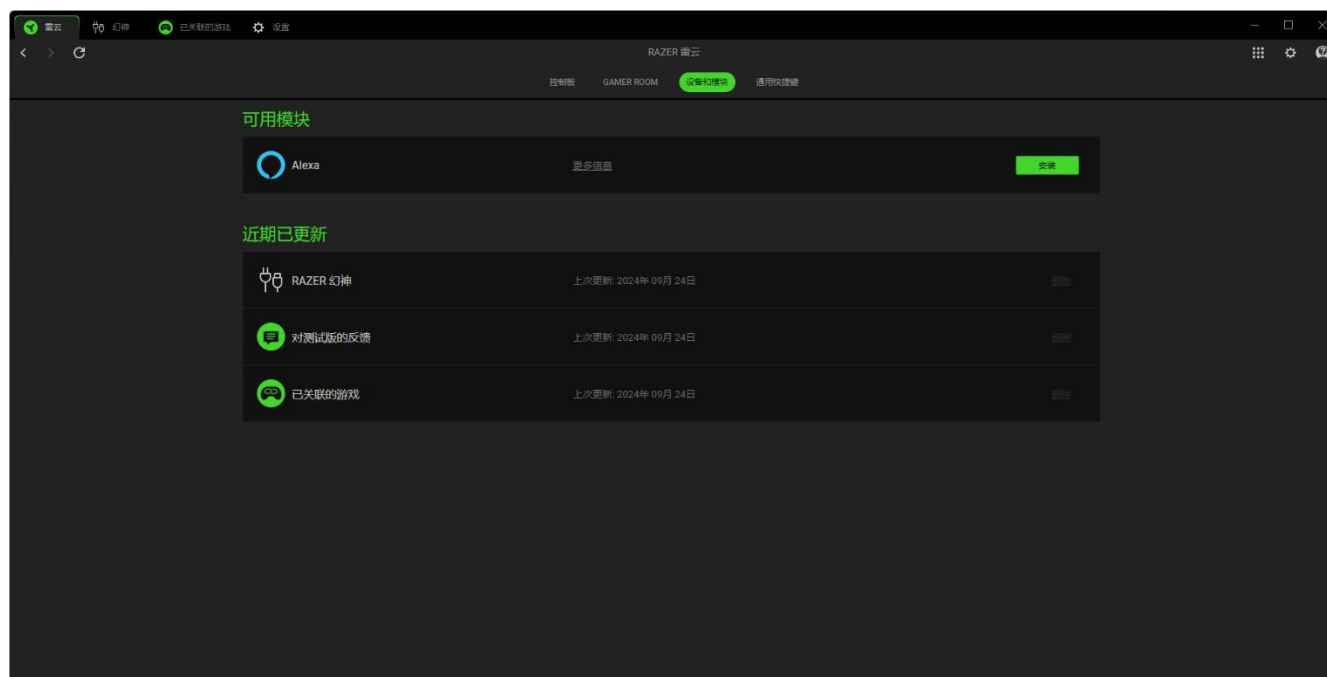 雷云 幻神 已关联的游戏 设置
RAZER 雷云
控制板 GAMER ROOM 设备和模块 通用快捷键
可用模块
Alexa 更多信息 安装
近期已更新
RAZER 幻神 上次更新: 2024年 09月 24日
对测试版的反馈 上次更新: 2024年 09月 24日
已关联的游戏 上次更新: 2024年 09月 24日